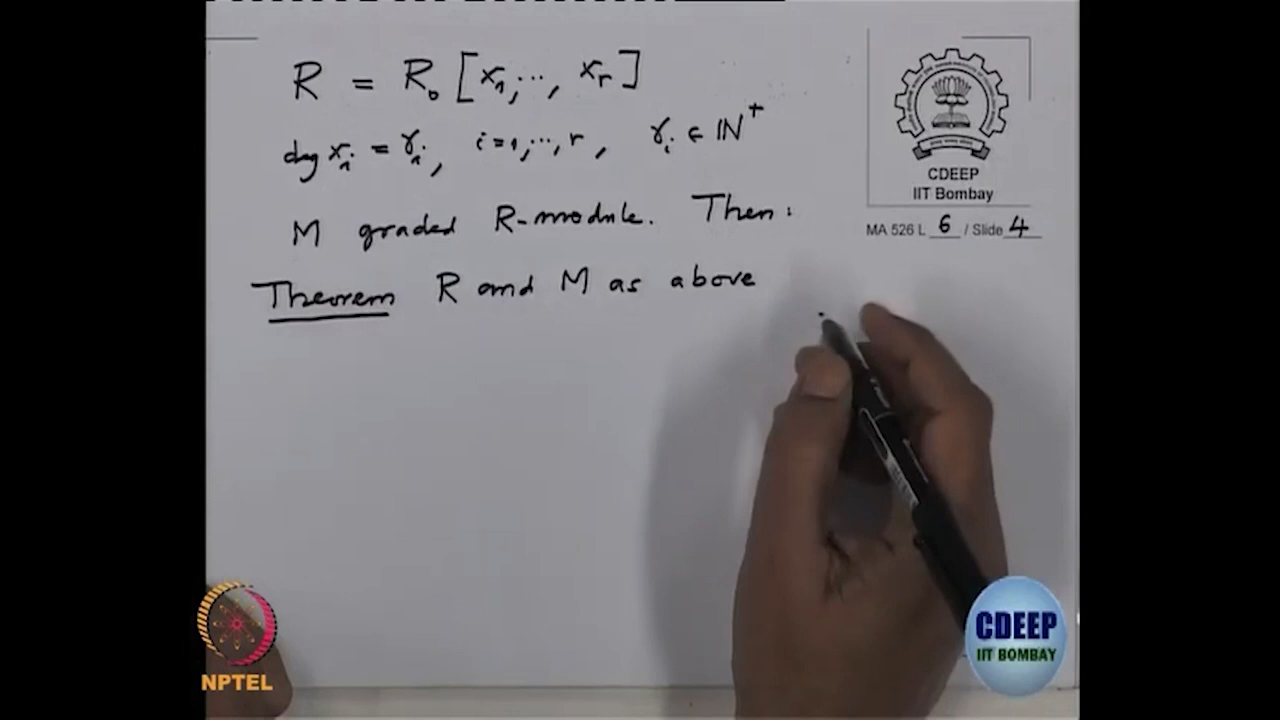 R = R₀ [x₁,..., xᵣ]
deg xᵢ = γᵢ, i=1,...,r, γᵢ ∈ ℕ⁺
M graded R-module. Then:
Theorem R and M as above
CDEEP
IIT Bombay
MA 526 L 6 / Slide 4
NPTEL
CDEEP
IIT BOMBAY